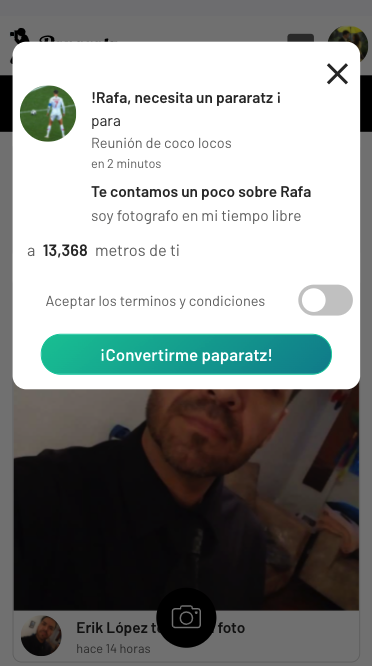 !Rafa, necesita un pararatz i
para
Reunión de coco locos
en 2 minutos
Te contamos un poco sobre Rafa
soy fotografo en mi tiempo libre
a 13,368 metros de ti
Aceptar los terminos y condiciones
¡Convertirme paparatz!
Erik López foto
hace 14 horas